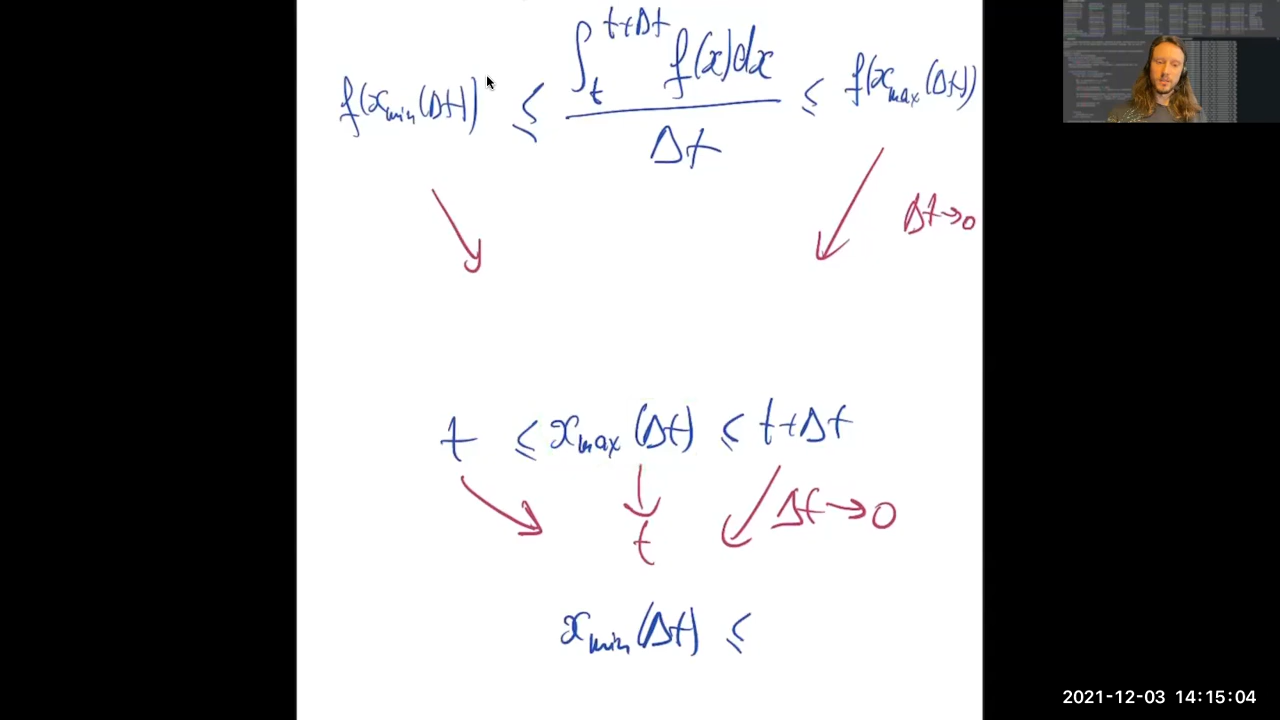 f(x_min(Δt)) ≤ ∫_t^{t+Δt} f(x)dx / Δt ≤ f(x_max(Δt))
Δt→0
t ≤ x_max(Δt) ≤ t+Δt
Δt→0
t
x_min(Δt) ≤
2021-12-03 14:15:04